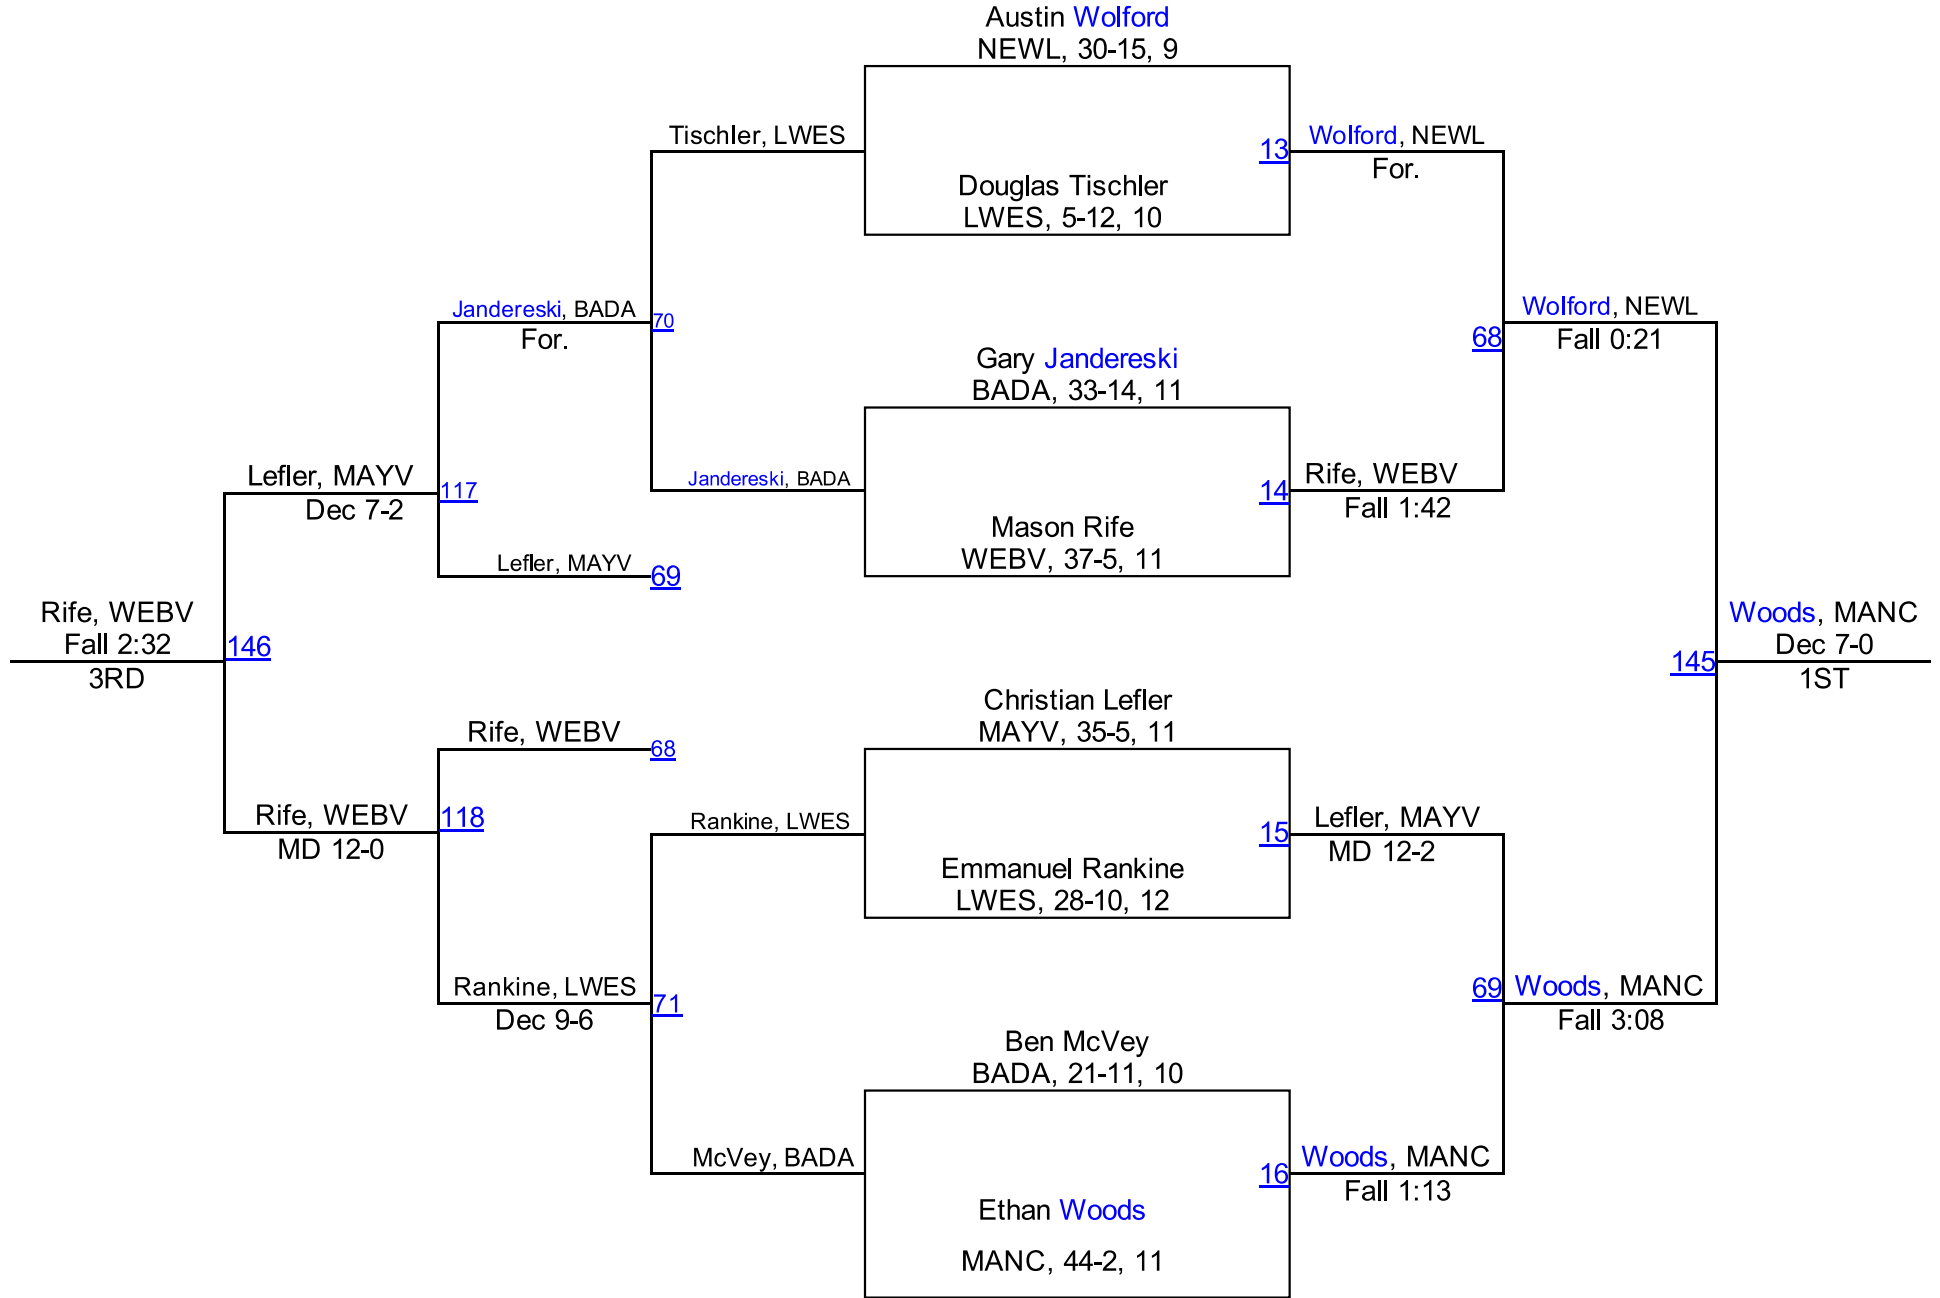 Austin Wolford
NEWL, 30-15, 9
Tischler, LWES
13
Wolford, NEWL
For.
Douglas Tischler
LWES, 5-12, 10
Jandereski, BADA
For.
70
Wolford, NEWL
Fall 0:21
68
Gary Jandereski
BADA, 33-14, 11
Jandereski, BADA
14
Rife, WEBV
Fall 1:42
Lefler, MAYV
Dec 7-2
117
Mason Rife
WEBV, 37-5, 11
Lefler, MAYV
69
Rife, WEBV
Fall 2:32
3RD
146
Woods, MANC
Dec 7-0
1ST
145
Christian Lefler
MAYV, 35-5, 11
Rife, WEBV
68
Rife, WEBV
MD 12-0
118
Rankine, LWES
15
Lefler, MAYV
MD 12-2
Emmanuel Rankine
LWES, 28-10, 12
Rankine, LWES
Dec 9-6
71
69
Woods, MANC
Fall 3:08
Ben McVey
BADA, 21-11, 10
McVey, BADA
16
Woods, MANC
Fall 1:13
Ethan Woods
MANC, 44-2, 11